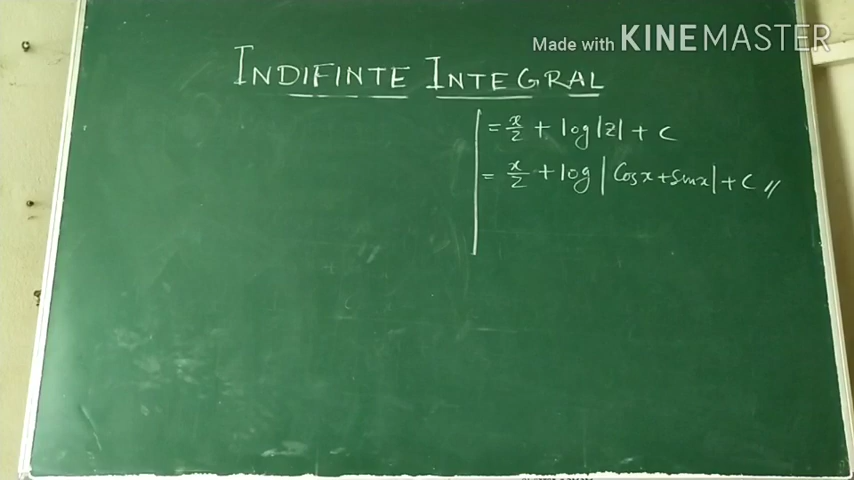 Made with KINEMASTER
INDIFINTE INTEGRAL
= x/2 + log|z| + c
= x/2 + log|Cosx+Sinx| + C //